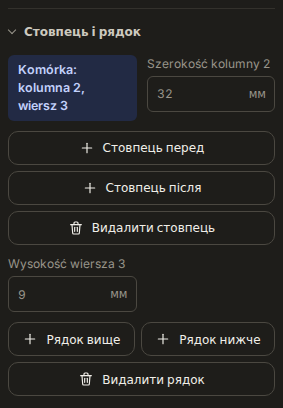 Стовпець і рядок
Комórka:
kolumna 2,
wiersz 3
Szerokość kolumny 2
32 мм
Стовпець перед
Стовпець після
Видалити стовпець
Wysokość wiersza 3
9 мм
Рядок вище
Рядок нижче
Видалити рядок